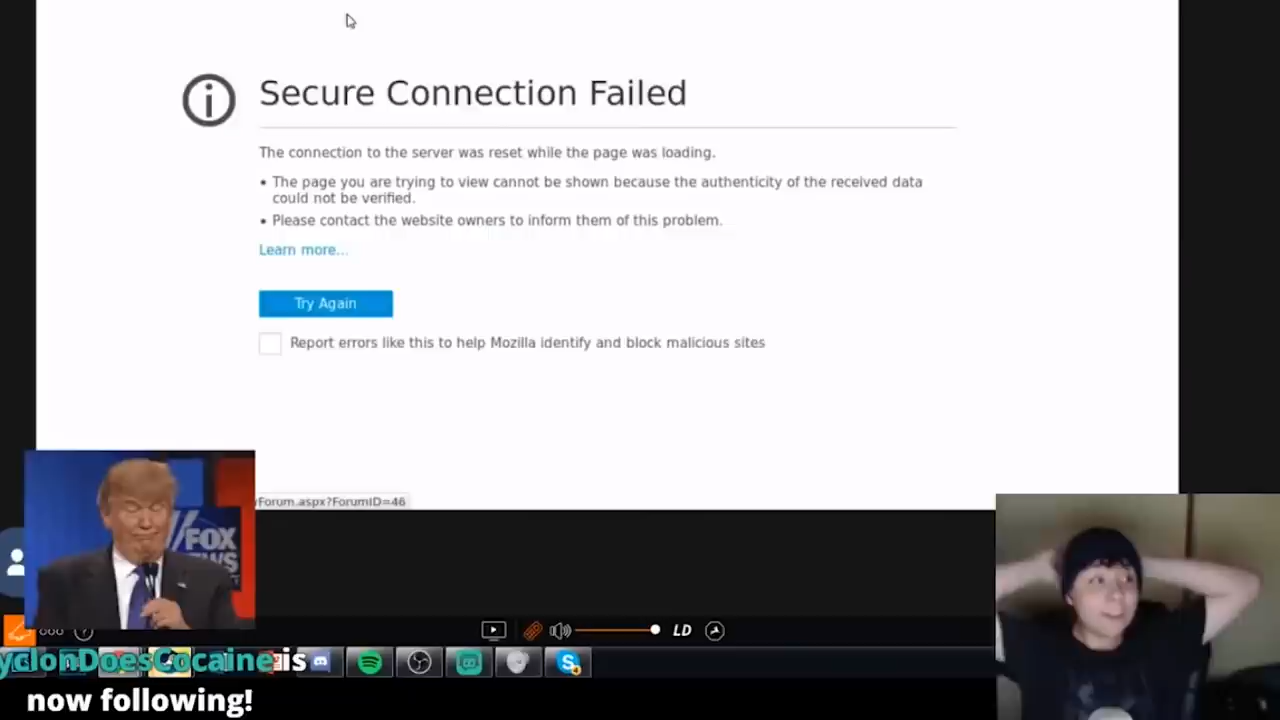 Secure Connection Failed
The connection to the server was reset while the page was loading.
• The page you are trying to view cannot be shown because the authenticity of the received data
could not be verified.
• Please contact the website owners to inform them of this problem.
Learn more...
Try Again
Report errors like this to help Mozilla identify and block malicious sites
Forum.aspx?ForumID=46
FOX
LD
yclonDoesCocaine is
now following!